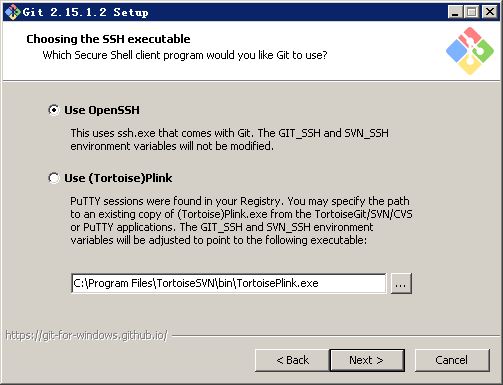 Git 2.15.1.2 Setup
Choosing the SSH executable
Which Secure Shell client program would you like Git to use?
Use OpenSSH
This uses ssh.exe that comes with Git. The GIT_SSH and SVN_SSH
environment variables will not be modified.
Use (Tortoise)Plink
PuTTY sessions were found in your Registry. You may specify the path
to an existing copy of (Tortoise)Plink.exe from the TortoiseGit/SVN/CVS
or PuTTY applications. The GIT_SSH and SVN_SSH environment
variables will be adjusted to point to the following executable:
C:\Program Files\TortoiseSVN\bin\TortoisePlink.exe
...
https://git-for-windows.github.io/
< Back
Next >
Cancel